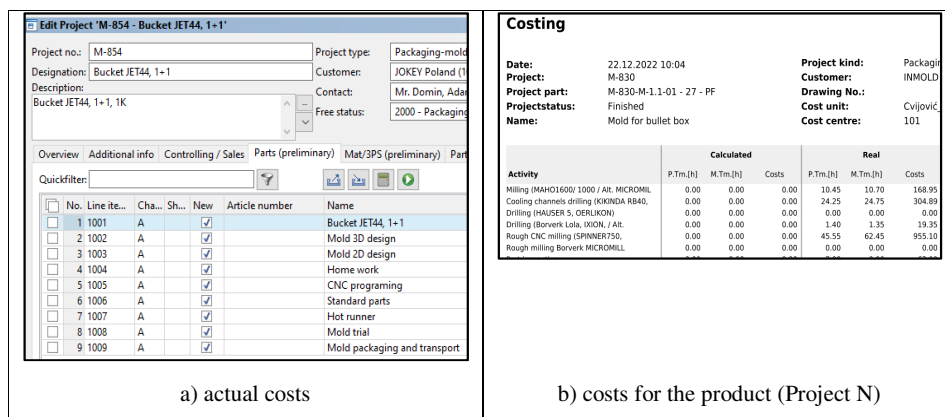 Edit Project 'M-854 - Bucket JET44, 1+1'
Project no.: M-854 Project type: Packaging-mold
Designation: Bucket JET44, 1+1 Customer: JOKEY Poland (1
Description: Contact: Mr. Domin, Adar
Bucket JET44, 1+1, 1K Free status: 2000 - Packaging
Overview Additional info Controlling / Sales Parts (preliminary) Mat/3PS (preliminary) Part
Quickfilter:
No. Line ite... Cha... Sh... New Article number Name
1 1001 A Bucket JET44, 1+1
2 1002 A Mold 3D design
3 1003 A Mold 2D design
4 1004 A Home work
5 1005 A CNC programing
6 1006 A Standard parts
7 1007 A Hot runner
8 1008 A Mold trial
9 1009 A Mold packaging and transport
a) actual costs
Costing
Date: 22.12.2022 10:04 Project kind: Packagin
Project: M-830 Customer: INMOLD
Project part: M-830-M-1.1-01 - 27 - PF Drawing No.:
Projectstatus: Finished Cost unit: Cvijović,
Name: Mold for bullet box Cost centre: 101
Calculated Real
Activity P.Tm.[h] M.Tm.[h] Costs P.Tm.[h] M.Tm.[h] Costs
Milling (MAHO1600/ 1000 / Alt. MICROMIL 0.00 0.00 0.00 10.45 10.70 168.95
Cooling channels drilling (KIKINDA RB40, 0.00 0.00 0.00 24.25 24.75 304.89
Drilling (HAUSER 5, OERLIKON) 0.00 0.00 0.00 0.00 0.00 0.00
Drilling (Borverk Lola, IXION, / Alt. 0.00 0.00 0.00 1.40 1.35 19.35
Rough CNC milling (SPINNER750, 0.00 0.00 0.00 45.55 62.45 955.10
Rough milling Borverk MICROMILL 0.00 0.00 0.00 0.00 0.00 0.00
b) costs for the product (Project N)